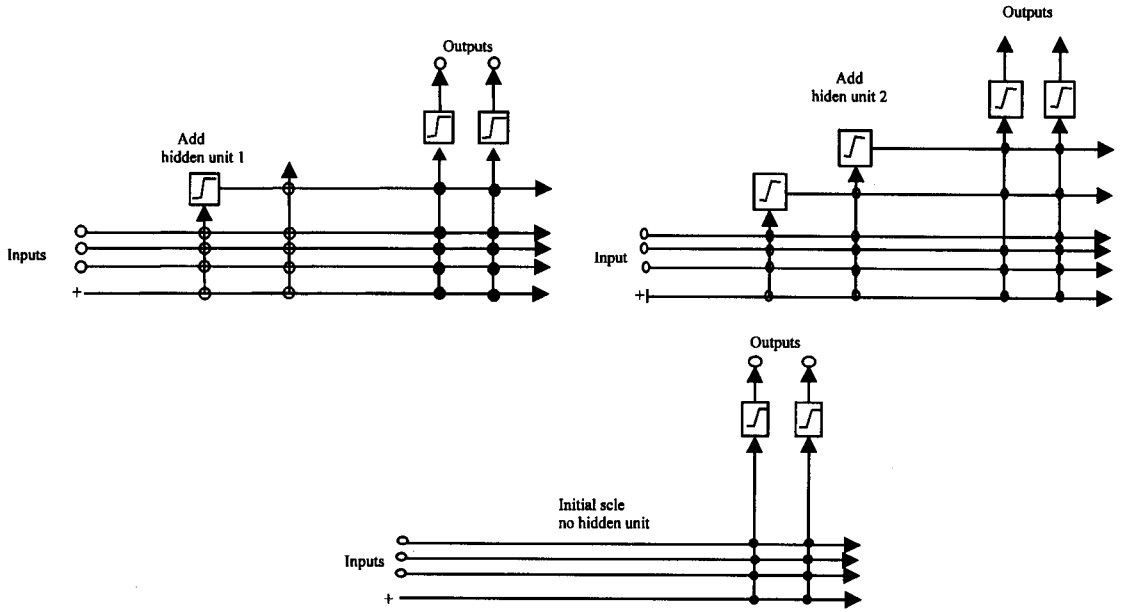 Outputs
Add
hidden unit 1
Inputs
+
Outputs
Add
hiden unit 2
Input
+
Outputs
Initial scle
no hidden unit
Inputs
+